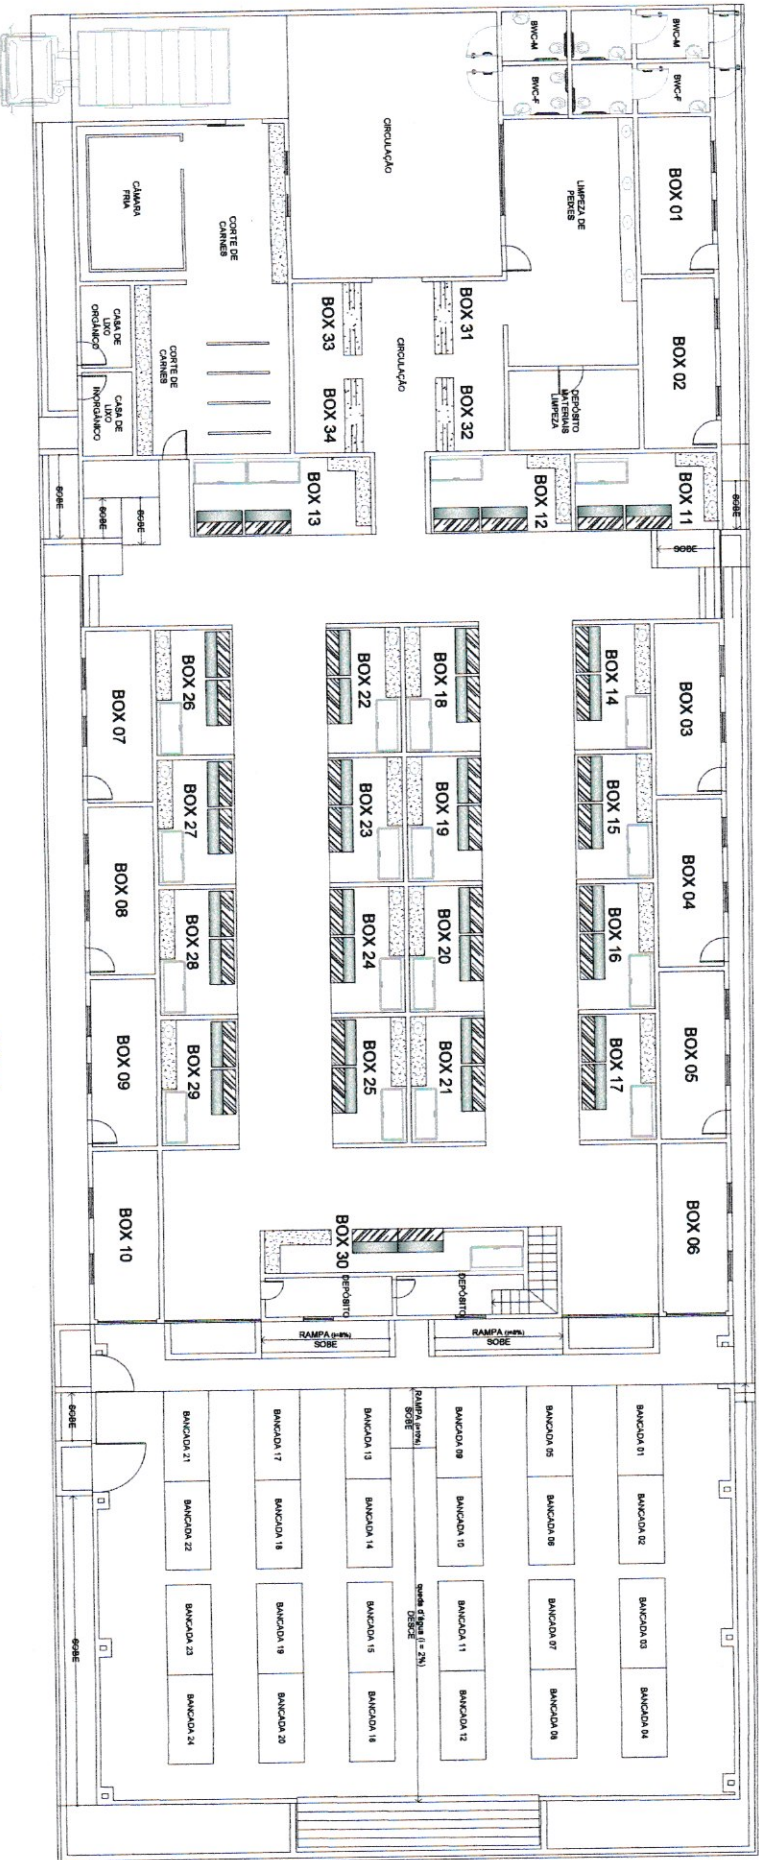 BWC-M
BWC-M
BWC-F
BWC-F
BOX 01
BOX 02
LIMPEZA DE
PEIXES
DEPÓSITO
MATERIAIS
LIMPEZA
CIRCULAÇÃO
CIRCULAÇÃO
BOX 31
BOX 32
BOX 33
BOX 34
CÂMARA
FRIA
CORTE DE
CARNES
CORTE DE
CARNES
CASA DE
LIXO
ORGÂNICO
CASA DE
LIXO
INORGÂNICO
BOX 11
BOX 12
BOX 13
SOBE
SOBE
SOBE
SOBE
SOBE
BOX 03
BOX 04
BOX 05
BOX 06
BOX 14
BOX 15
BOX 16
BOX 17
BOX 18
BOX 19
BOX 20
BOX 21
BOX 22
BOX 23
BOX 24
BOX 25
BOX 26
BOX 27
BOX 28
BOX 29
BOX 07
BOX 08
BOX 09
BOX 10
BOX 30
DEPÓSITO
DEPÓSITO
RAMPA (i=8%)
SOBE
RAMPA (i=8%)
SOBE
RAMPA (i=10%)
SOBE
queda d'água (i = 2%)
DESCE
BANCADA 01
BANCADA 02
BANCADA 03
BANCADA 04
BANCADA 05
BANCADA 06
BANCADA 07
BANCADA 08
BANCADA 09
BANCADA 10
BANCADA 11
BANCADA 12
BANCADA 13
BANCADA 14
BANCADA 15
BANCADA 16
BANCADA 17
BANCADA 18
BANCADA 19
BANCADA 20
BANCADA 21
BANCADA 22
BANCADA 23
BANCADA 24
SOBE
SOBE